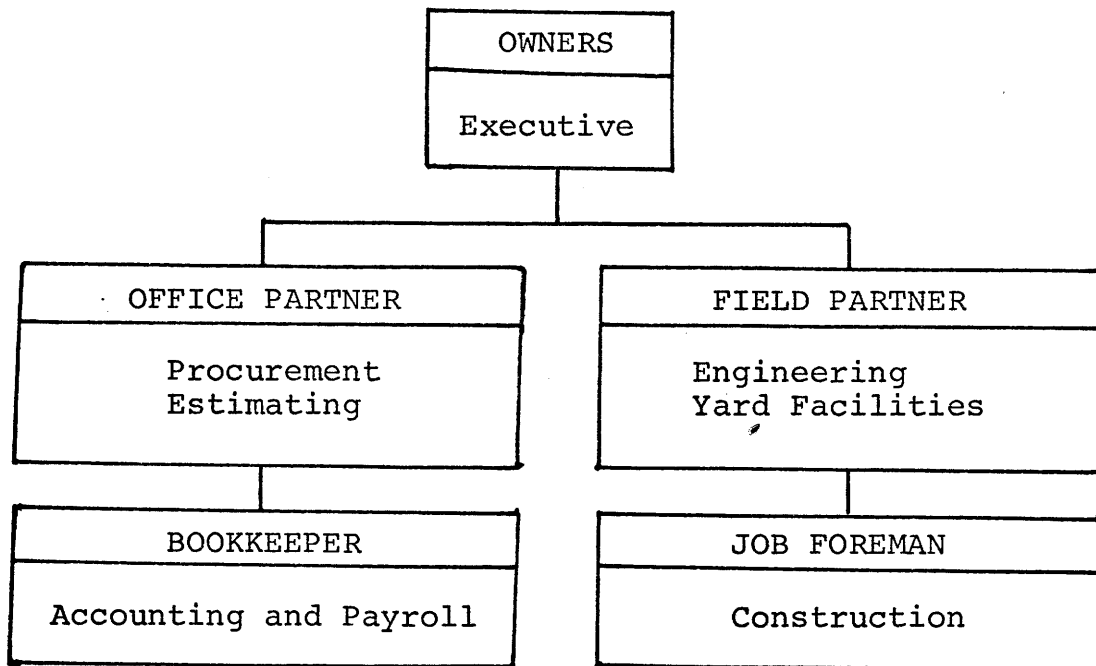 OWNERS
Executive
OFFICE PARTNER
Procurement
Estimating
FIELD PARTNER
Engineering
Yard Facilities
BOOKKEEPER
Accounting and Payroll
JOB FOREMAN
Construction